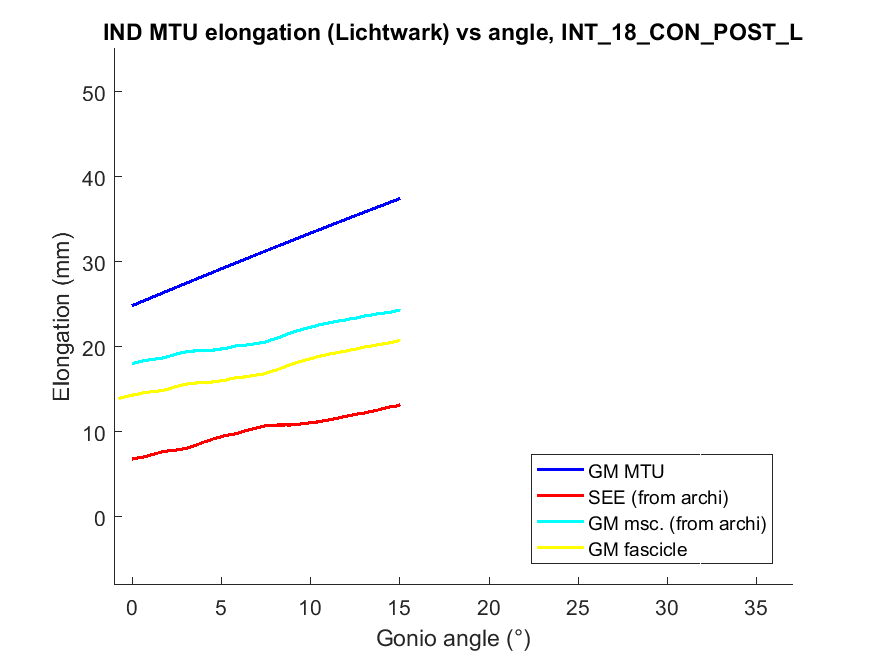 IND MTU elongation (Lichtwark) vs angle, INT_18_CON_POST_L
50
40
30
20
10
0
Elongation (mm)
GM MTU
SEE (from archi)
GM msc. (from archi)
GM fascicle
0 5 10 15 20 25 30 35
Gonio angle (°)